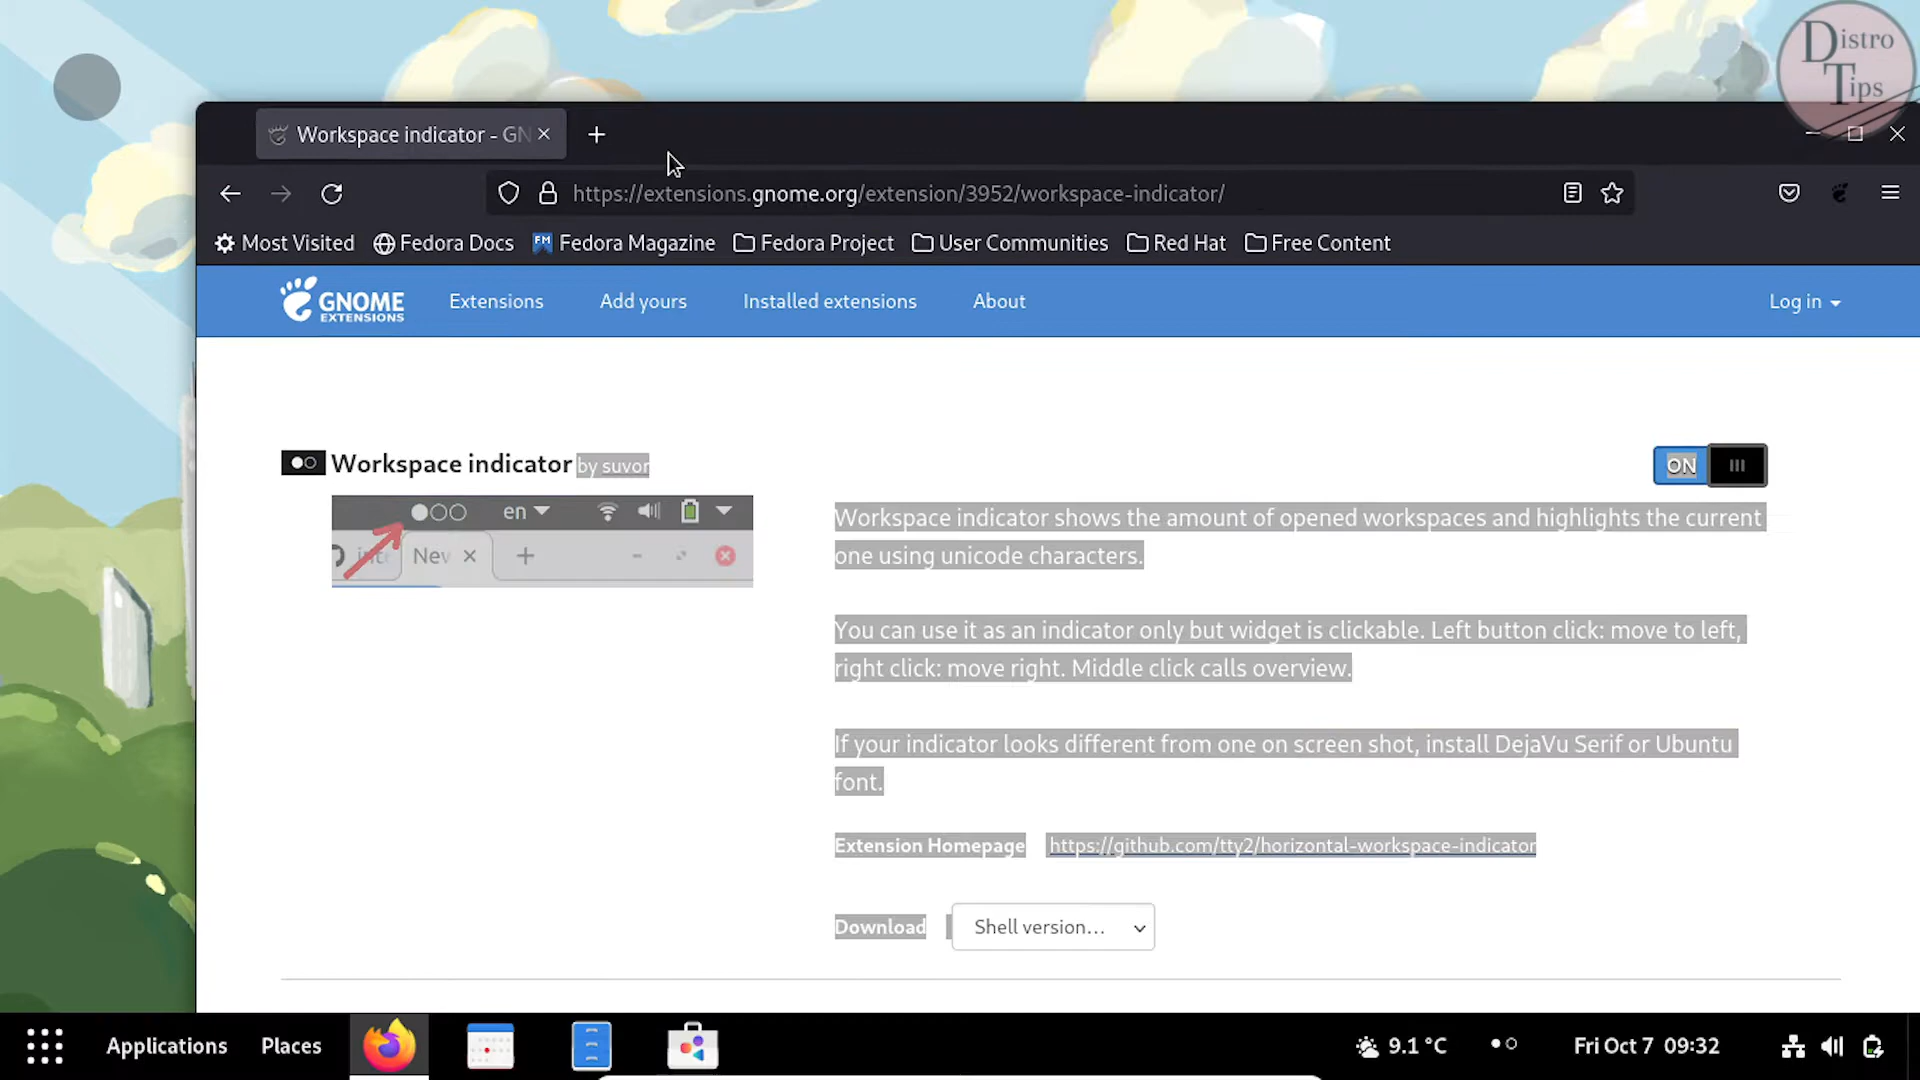 Distro
Tips
Workspace indicator - GN
https://extensions.gnome.org/extension/3952/workspace-indicator/
Most Visited Fedora Docs FM Fedora Magazine Fedora Project User Communities Red Hat Free Content
GNOME
EXTENSIONS
Extensions Add yours Installed extensions About Log in
Workspace indicator by suvor
ON
en
Nev
Workspace indicator shows the amount of opened workspaces and highlights the current
one using unicode characters.
You can use it as an indicator only but widget is clickable. Left button click: move to left,
right click: move right. Middle click calls overview.
If your indicator looks different from one on screen shot, install DejaVu Serif or Ubuntu
font.
Extension Homepage https://github.com/tty2/horizontal-workspace-indicator
Download Shell version...
Applications Places 9.1 °C Fri Oct 7 09:32